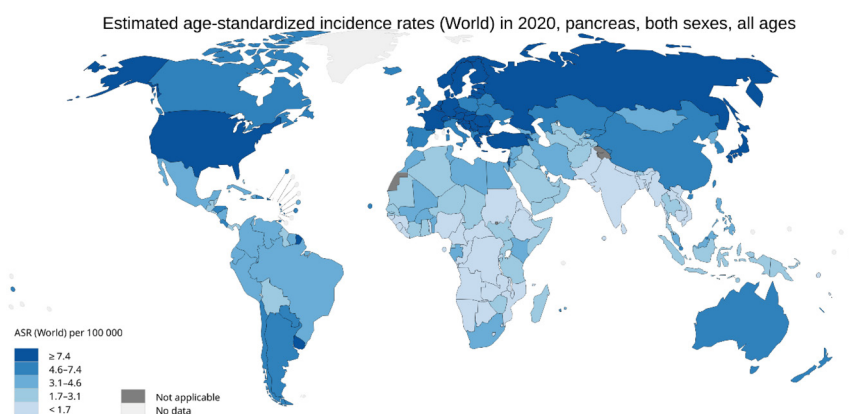 Estimated age-standardized incidence rates (World) in 2020, pancreas, both sexes, all ages
ASR (World) per 100 000
≥ 7.4
4.6–7.4
3.1–4.6
1.7–3.1
< 1.7
Not applicable
No data